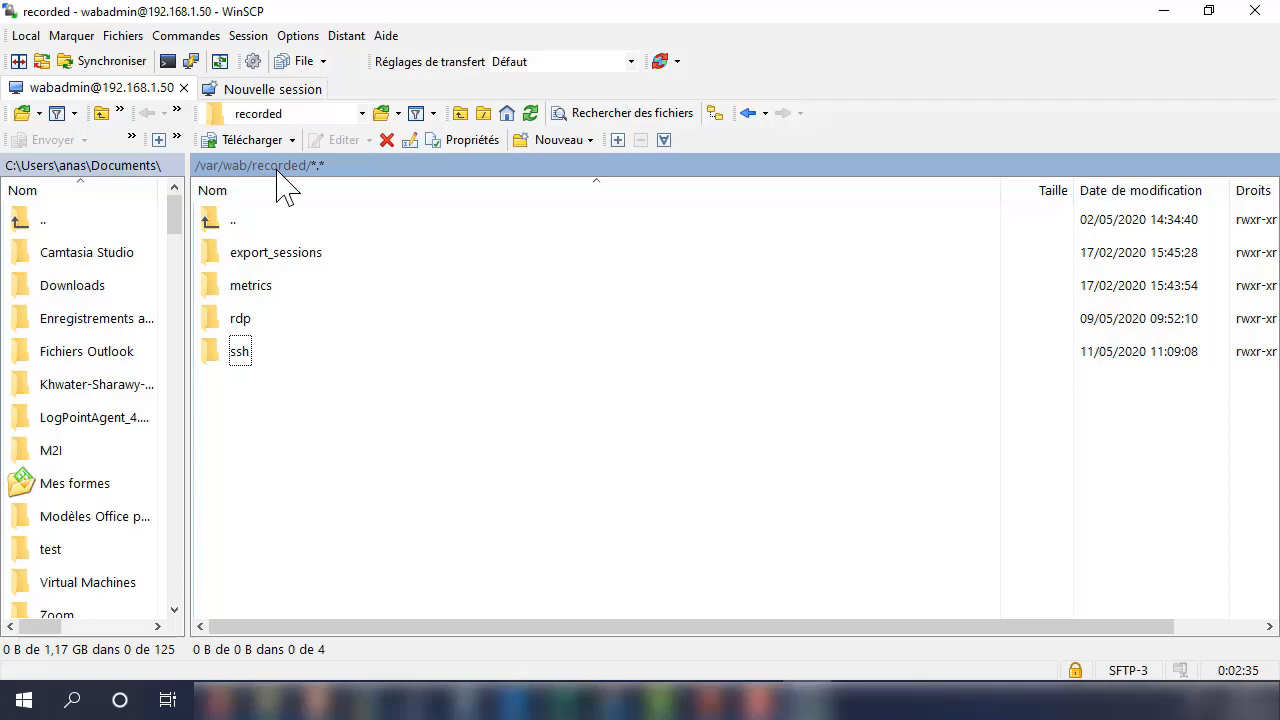 recorded - wabadmin@192.168.1.50 - WinSCP
Local Marquer Fichiers Commandes Session Options Distant Aide
Synchroniser File Réglages de transfert Défaut
wabadmin@192.168.1.50 Nouvelle session
recorded Rechercher des fichiers
Envoyer Télécharger Editer Propriétés Nouveau
C:\Users\anas\Documents\ /var/wab/recorded/*.*
Nom Nom Taille Date de modification Droits
.. .. 02/05/2020 14:34:40 rwxr-xr
Camtasia Studio export_sessions 17/02/2020 15:45:28 rwxr-xr
Downloads metrics 17/02/2020 15:43:54 rwxr-xr
Enregistrements a... rdp 09/05/2020 09:52:10 rwxr-xr
Fichiers Outlook ssh 11/05/2020 11:09:08 rwxr-xr
Khwater-Sharawy-...
LogPointAgent_4....
M2I
Mes formes
Modèles Office p...
test
Virtual Machines
Zoom
0 B de 1,17 GB dans 0 de 125 0 B de 0 B dans 0 de 4
SFTP-3 0:02:35